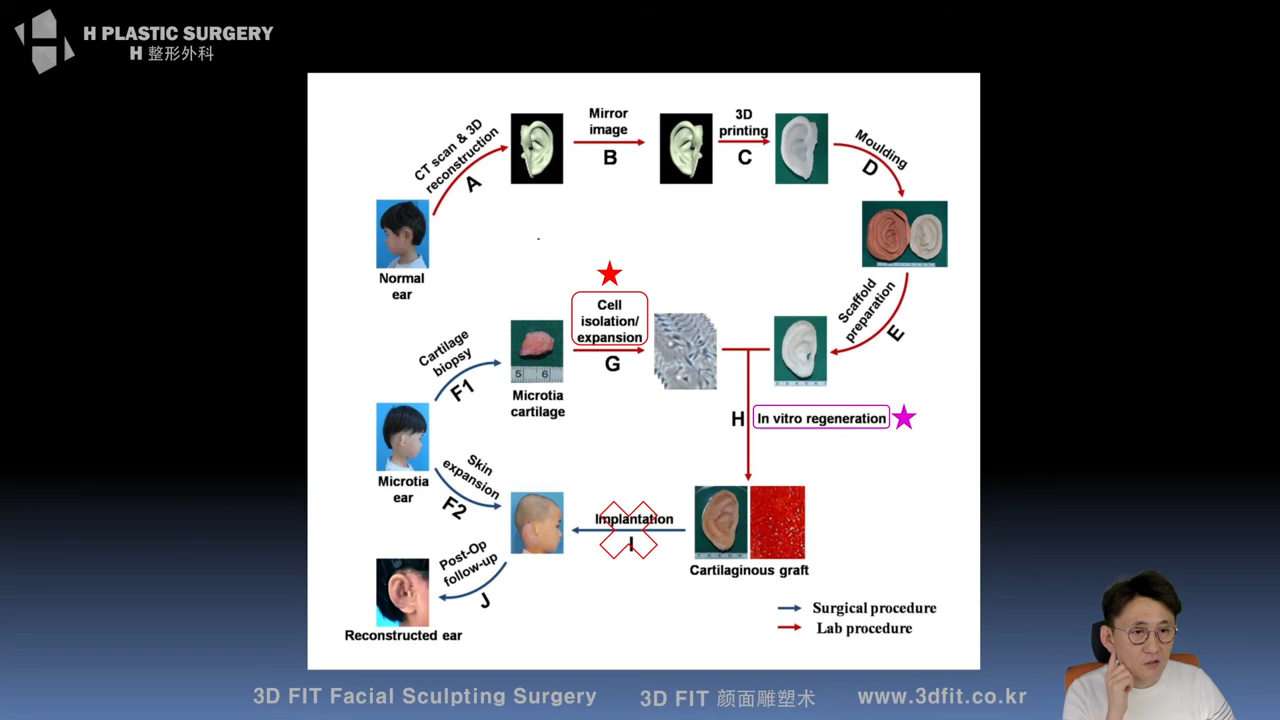 H PLASTIC SURGERY
H 整形外科
CT scan & 3D
reconstruction
A
Mirror
image
B
3D
printing
C
Moulding
D
Normal
ear
Scaffold
preparation
E
Cartilage
biopsy
F1
5 6
Microtia
cartilage
Cell
isolation/
expansion
G
H
In vitro regeneration
Microtia
ear
Skin
expansion
F2
Implantation
I
Cartilaginous graft
Post-Op
follow-up
J
Reconstructed ear
Surgical procedure
Lab procedure
3D FIT Facial Sculpting Surgery
3D FIT 颜面雕塑术
www.3dfit.co.kr